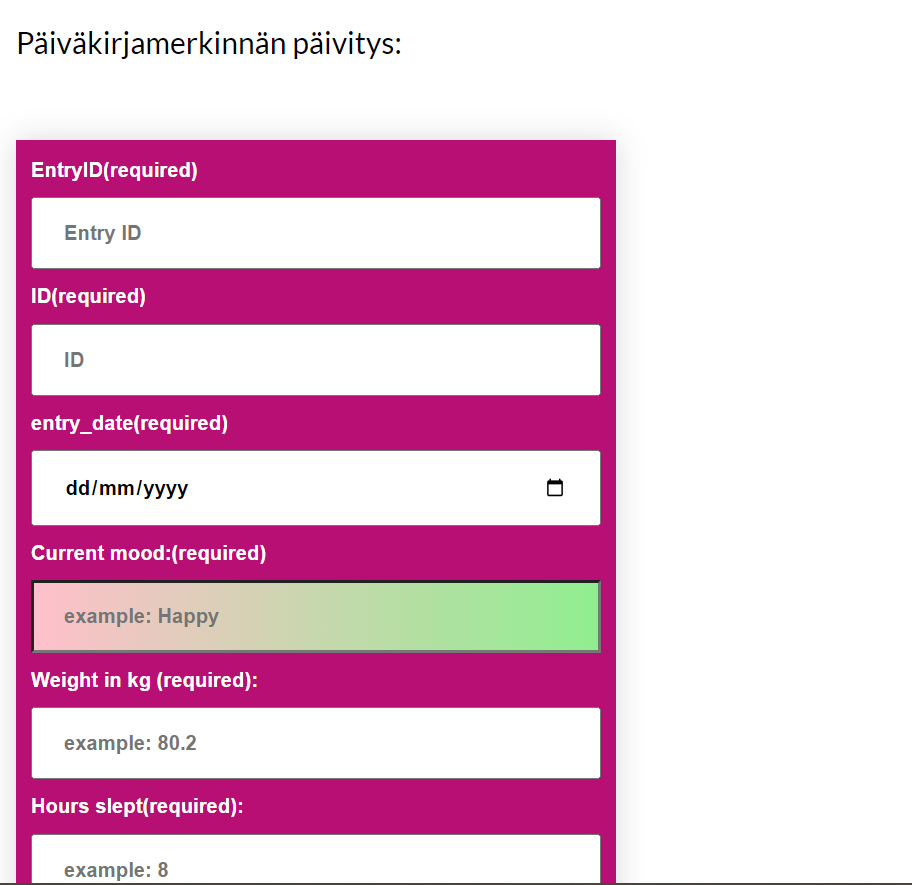 Päiväkirjamerkinnän päivitys:
EntryID(required)
Entry ID
ID(required)
ID
entry_date(required)
dd/mm/yyyy
Current mood:(required)
example: Happy
Weight in kg (required):
example: 80.2
Hours slept(required):
example: 8